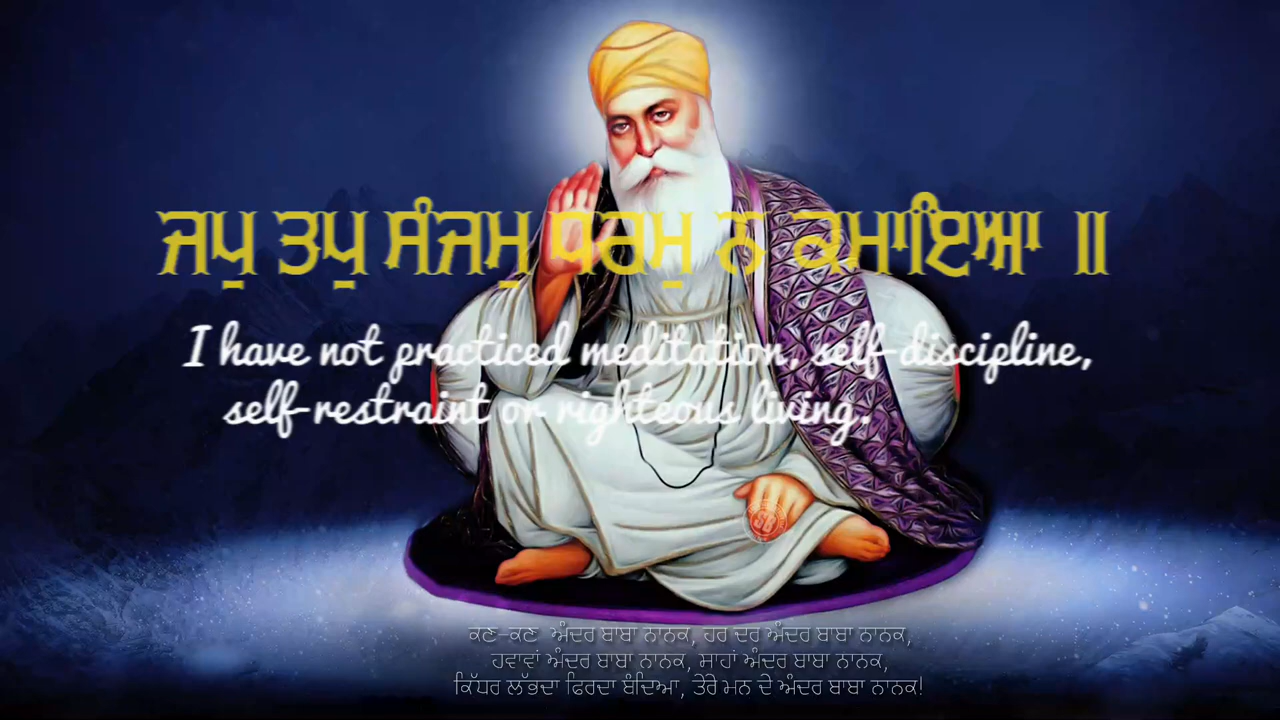 ਜਪੁ ਤਪੁ ਸੰਜਮੁ ਧਰਮੁ ਨ ਕਮਾਇਆ ॥
I have not practiced meditation, self-discipline,
self-restraint or righteous living.
ਕਣ-ਕਣ ਅੰਦਰ ਬਾਬਾ ਨਾਨਕ, ਹਰ ਦਰ ਅੰਦਰ ਬਾਬਾ ਨਾਨਕ,
ਹਵਾਵਾਂ ਅੰਦਰ ਬਾਬਾ ਨਾਨਕ, ਸਾਹਾਂ ਅੰਦਰ ਬਾਬਾ ਨਾਨਕ,
ਕਿੱਧਰ ਲੱਭਦਾ ਫਿਰਦਾ ਬੰਦਿਆ, ਤੇਰੇ ਮਨ ਦੇ ਅੰਦਰ ਬਾਬਾ ਨਾਨਕ!